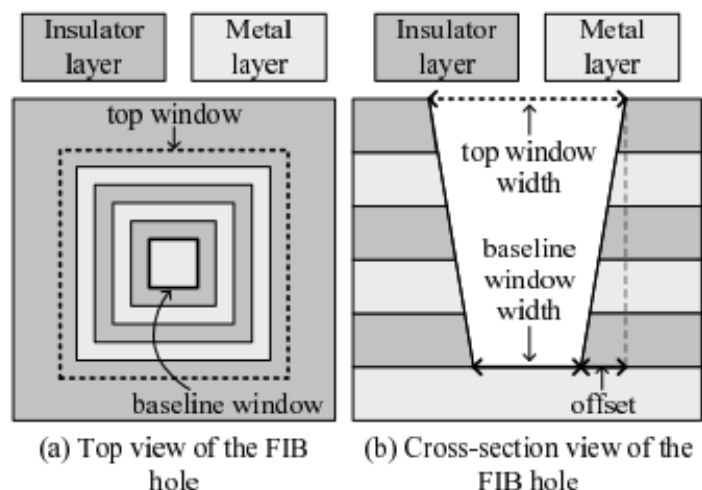 Insulator
layer
Metal
layer
top window
baseline window
(a) Top view of the FIB
hole
Insulator
layer
Metal
layer
top window
width
baseline
window
width
offset
(b) Cross-section view of the
FIB hole